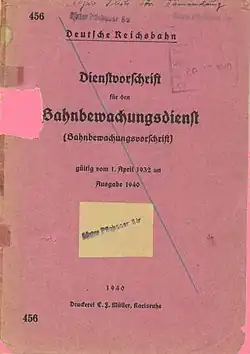 456
Deutsche Reichsbahn
Dienstvorschrift
für den
Bahnbewachungsdienst
(Bahnbewachungsvorschrift)
gültig vom 1. April 1932 an
Ausgabe 1940
1940
Druckerei C. F. Müller, Karlsruhe
456